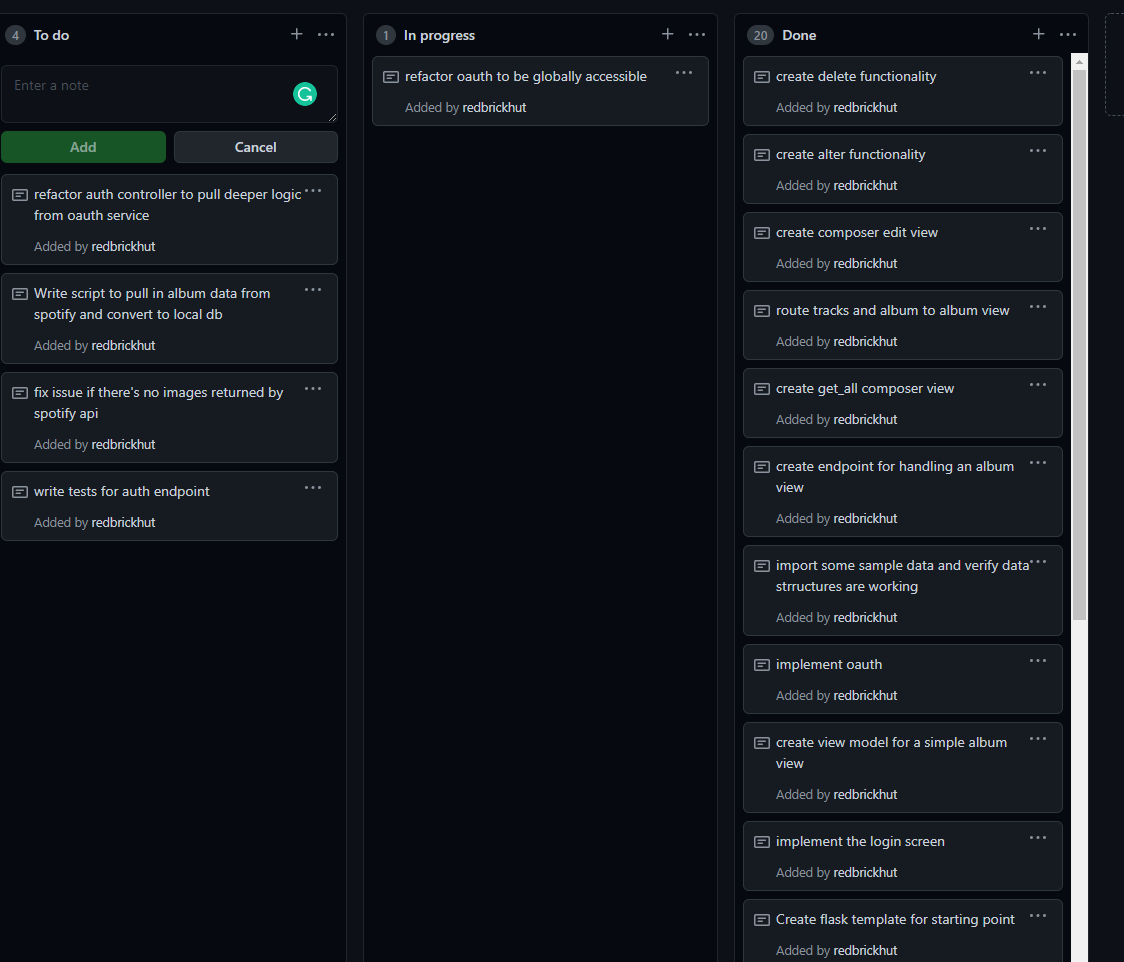 4 To do
Enter a note
Add Cancel
refactor auth controller to pull deeper logic
from oauth service
Added by redbrickhut
Write script to pull in album data from
spotify and convert to local db
Added by redbrickhut
fix issue if there's no images returned by
spotify api
Added by redbrickhut
write tests for auth endpoint
Added by redbrickhut
1 In progress
refactor oauth to be globally accessible
Added by redbrickhut
20 Done
create delete functionality
Added by redbrickhut
create alter functionality
Added by redbrickhut
create composer edit view
Added by redbrickhut
route tracks and album to album view
Added by redbrickhut
create get_all composer view
Added by redbrickhut
create endpoint for handling an album
view
Added by redbrickhut
import some sample data and verify data
strructures are working
Added by redbrickhut
implement oauth
Added by redbrickhut
create view model for a simple album
view
Added by redbrickhut
implement the login screen
Added by redbrickhut
Create flask template for starting point
Added by redbrickhut